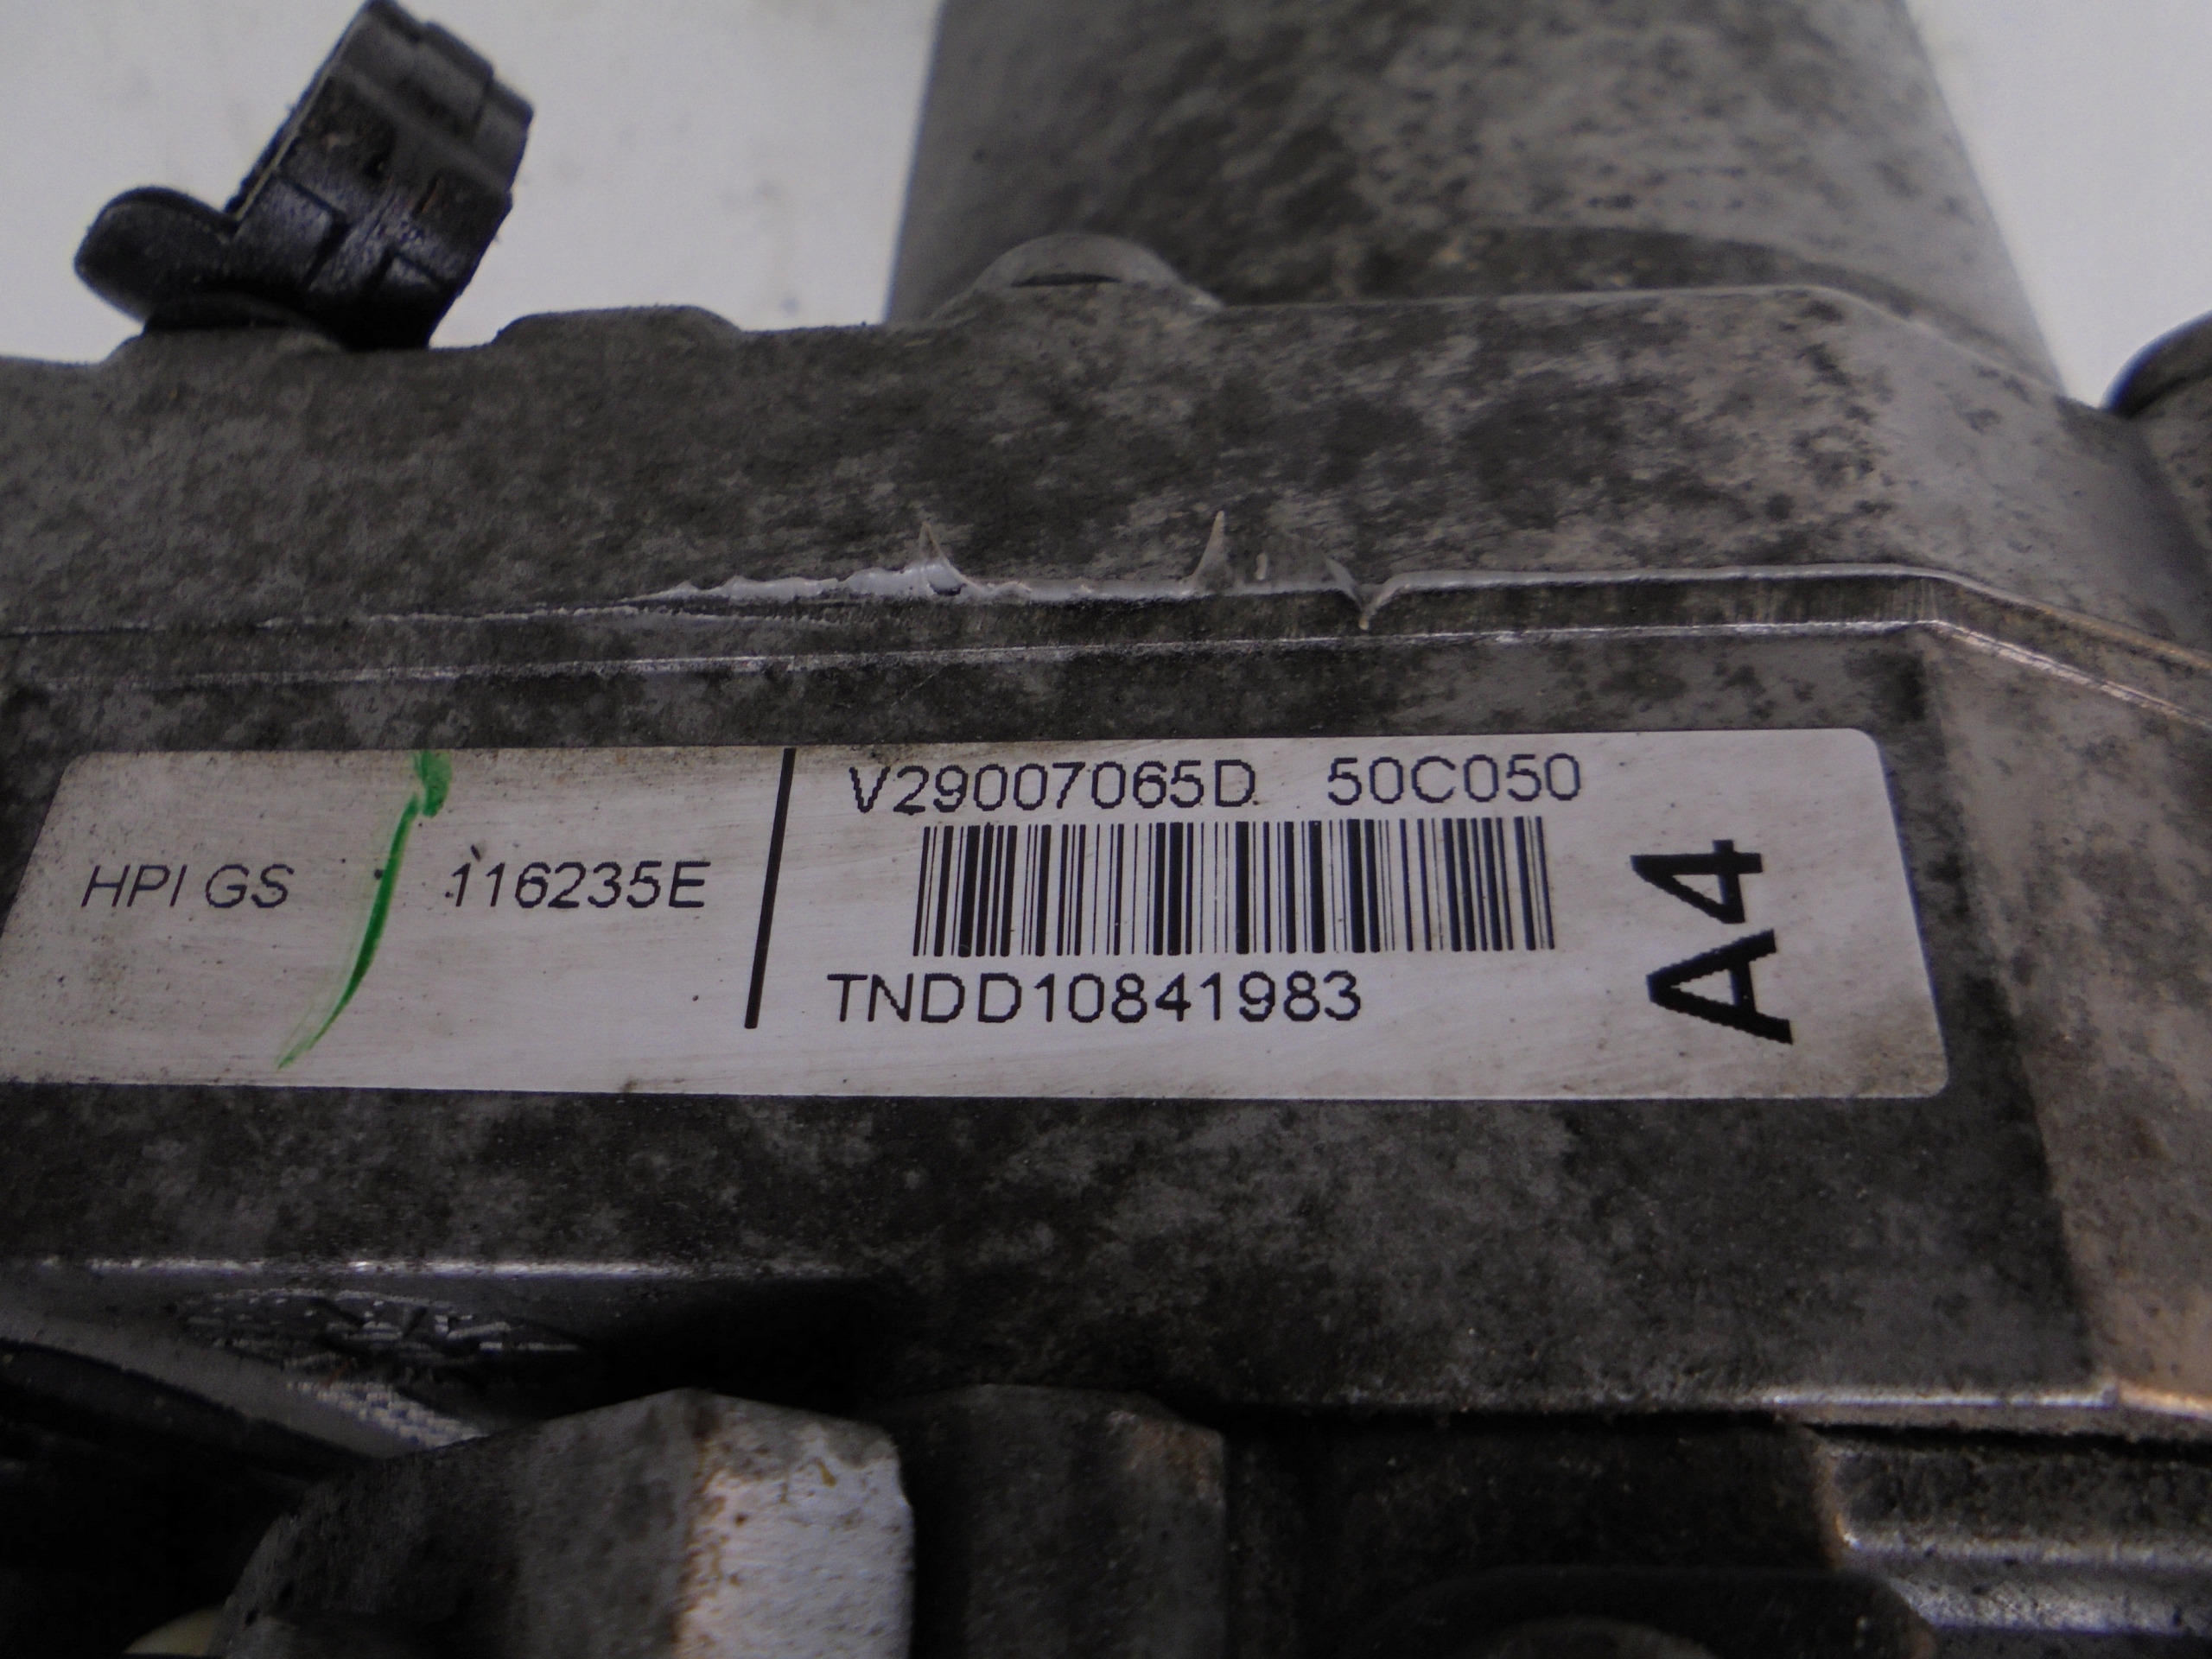 HPI GS 116235E
V29007065D 50C050
TNDD10841983
A4